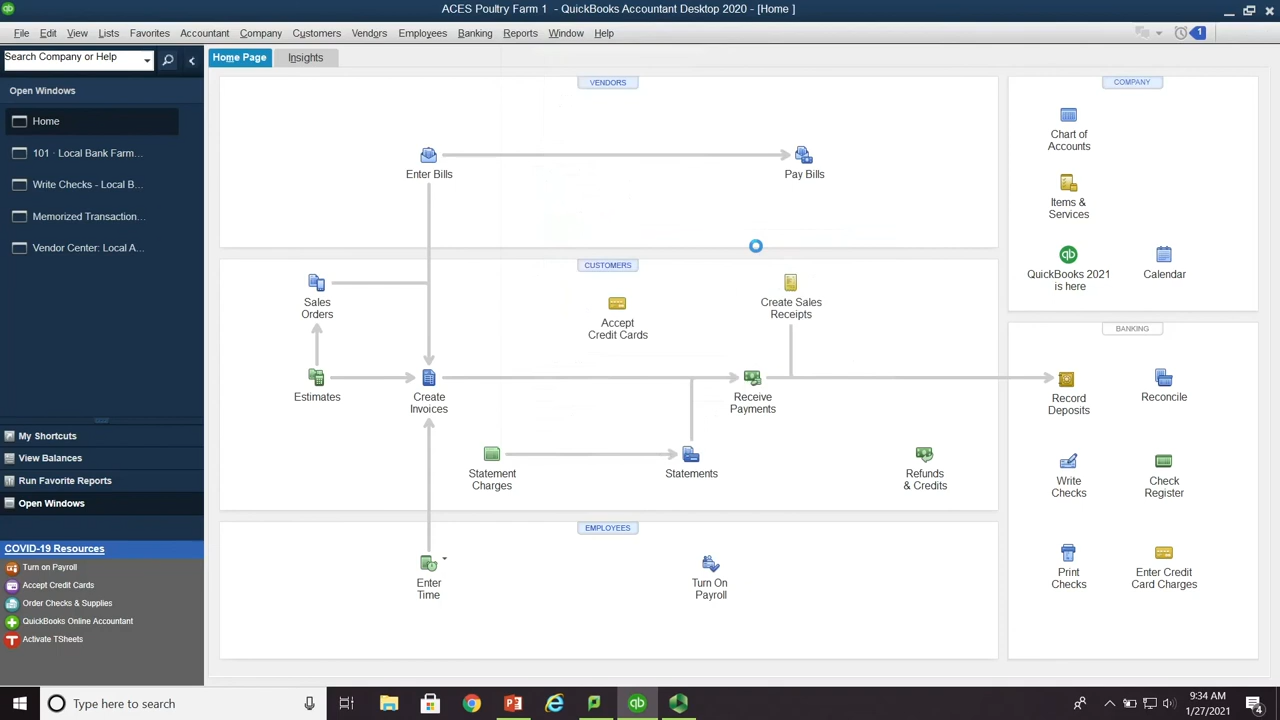 ACES Poultry Farm 1 - QuickBooks Accountant Desktop 2020 - [Home ]
File Edit View Lists Favorites Accountant Company Customers Vendors Employees Banking Reports Window Help
1
Search Company or Help
Home Page
Insights
Open Windows
Home
101 · Local Bank Farm...
Write Checks - Local B...
Memorized Transaction...
Vendor Center: Local A...
My Shortcuts
View Balances
Run Favorite Reports
Open Windows
COVID-19 Resources
Turn on Payroll
Accept Credit Cards
Order Checks & Supplies
QuickBooks Online Accountant
Activate TSheets
VENDORS
Enter Bills
Pay Bills
CUSTOMERS
Sales
Orders
Accept
Credit Cards
Create Sales
Receipts
Estimates
Create
Invoices
Receive
Payments
Statement
Charges
Statements
Refunds
& Credits
EMPLOYEES
Enter
Time
Turn On
Payroll
COMPANY
Chart of
Accounts
Items &
Services
qb
QuickBooks 2021
is here
Calendar
BANKING
Record
Deposits
Reconcile
Write
Checks
Check
Register
Print
Checks
Enter Credit
Card Charges
Type here to search
qb
9:34 AM
1/27/2021
4